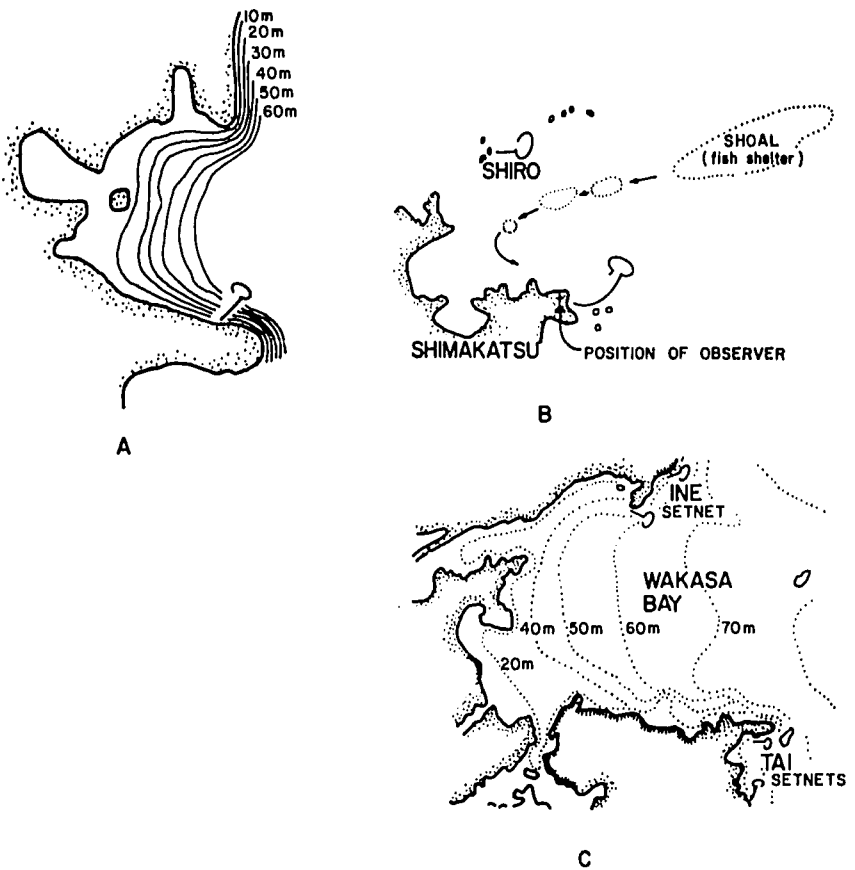 10m
20m
30m
40m
50m
60m
A
SHOAL
(fish shelter)
SHIRO
SHIMAKATSU
POSITION OF OBSERVER
B
INE
SETNET
WAKASA
BAY
40m 50m 60m 70m
20m
TAI
SETNETS
C